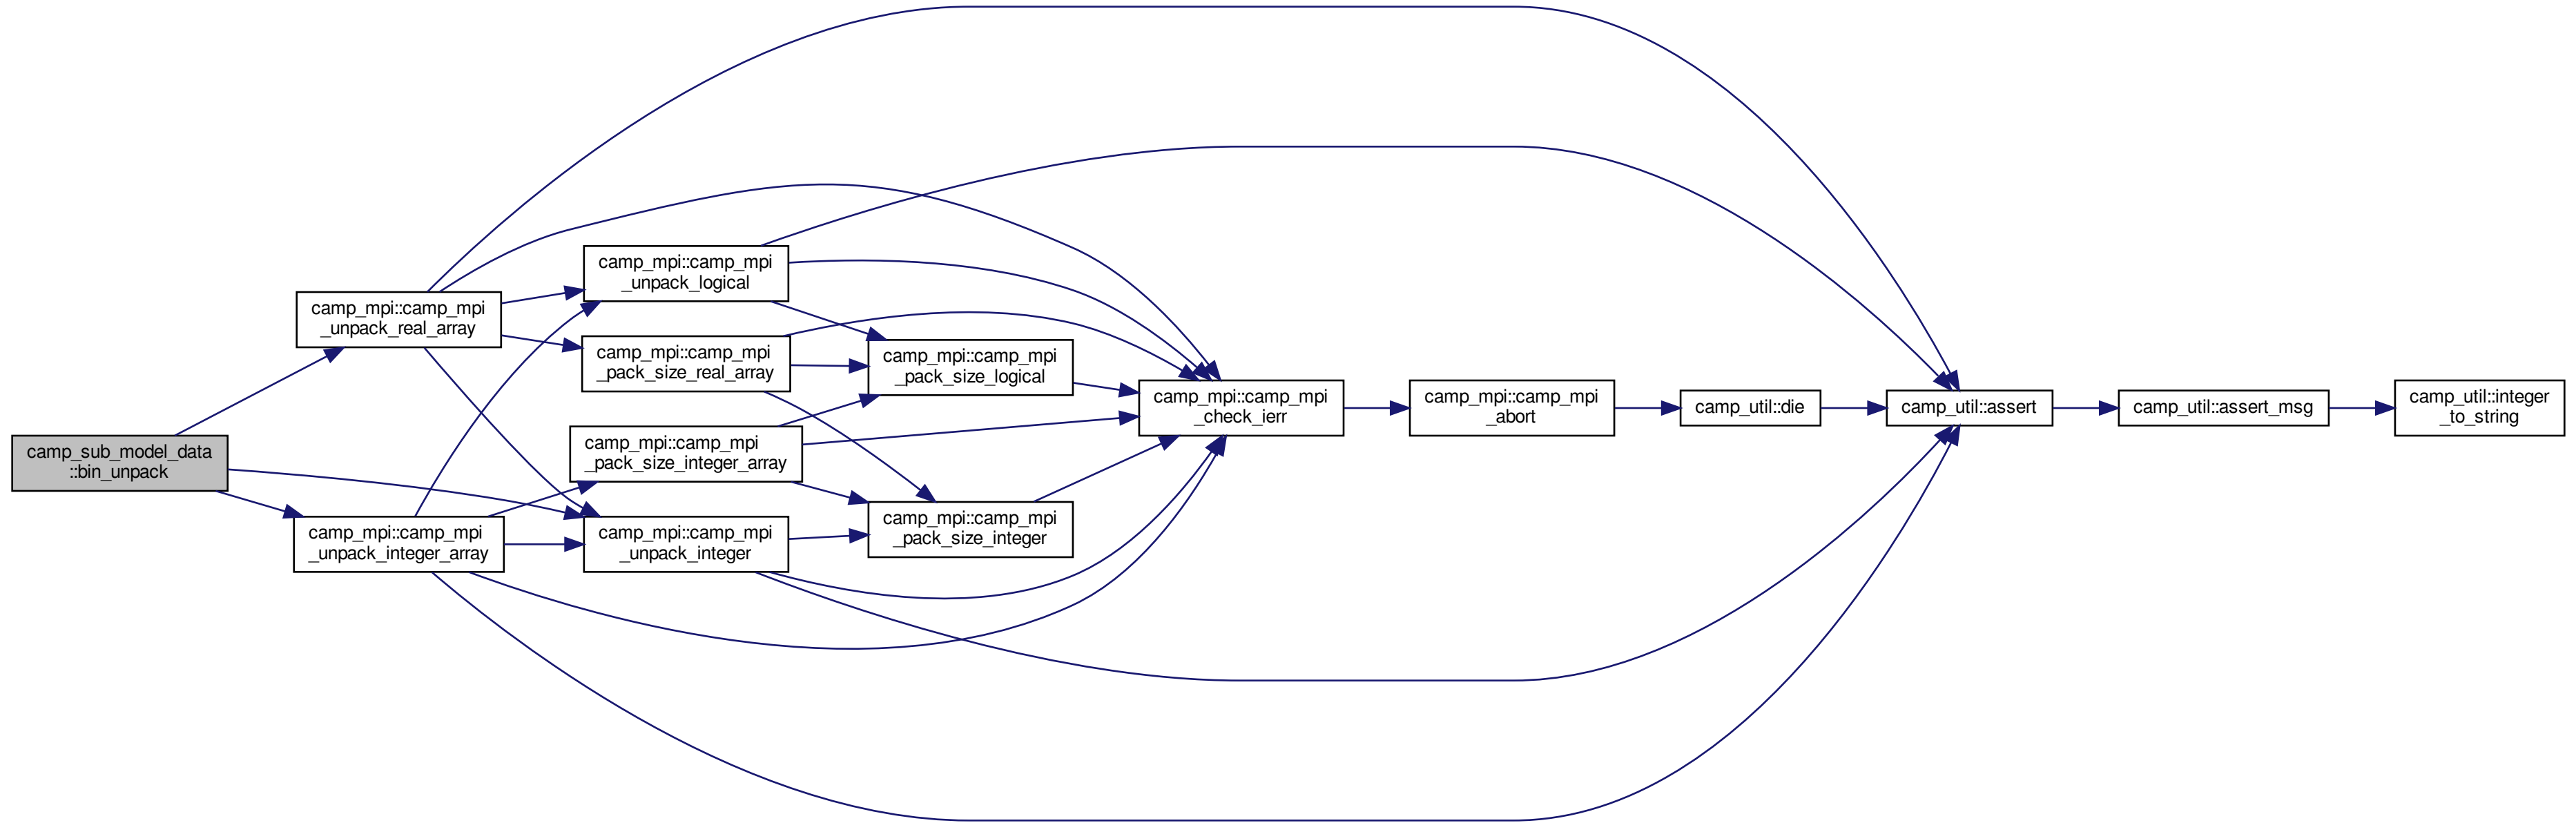 camp_sub_model_data
::bin_unpack
camp_mpi::camp_mpi
_unpack_real_array
camp_mpi::camp_mpi
_unpack_integer_array
camp_mpi::camp_mpi
_unpack_logical
camp_mpi::camp_mpi
_pack_size_real_array
camp_mpi::camp_mpi
_pack_size_integer_array
camp_mpi::camp_mpi
_unpack_integer
camp_mpi::camp_mpi
_pack_size_logical
camp_mpi::camp_mpi
_pack_size_integer
camp_mpi::camp_mpi
_check_ierr
camp_mpi::camp_mpi
_abort
camp_util::die
camp_util::assert
camp_util::assert_msg
camp_util::integer
_to_string